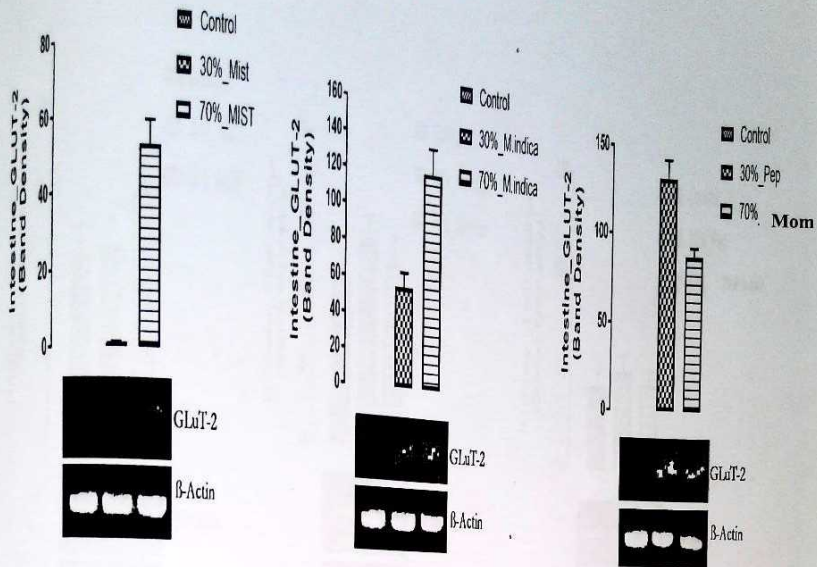 Control
30%_Mist
70%_MIST
Intestine_GLUT-2
(Band Density)
80
60
40
20
0
GLuT-2
ß-Actin
Control
30%_M.indica
70%_M.indica
Intestine_GLUT-2
(Band Density)
160
140
120
100
80
60
40
20
0
GLuT-2
ß-Actin
Control
30%_Pep
70%. Mom
Intestine_GLUT-2
(Band Density)
150
100
50
0
GLuT-2
ß-Actin